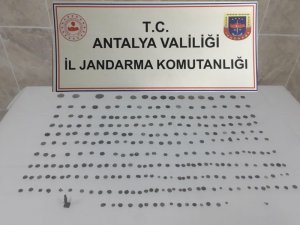 T.C.
ANTALYA VALİLİĞİ
İL JANDARMA KOMUTANLIĞI